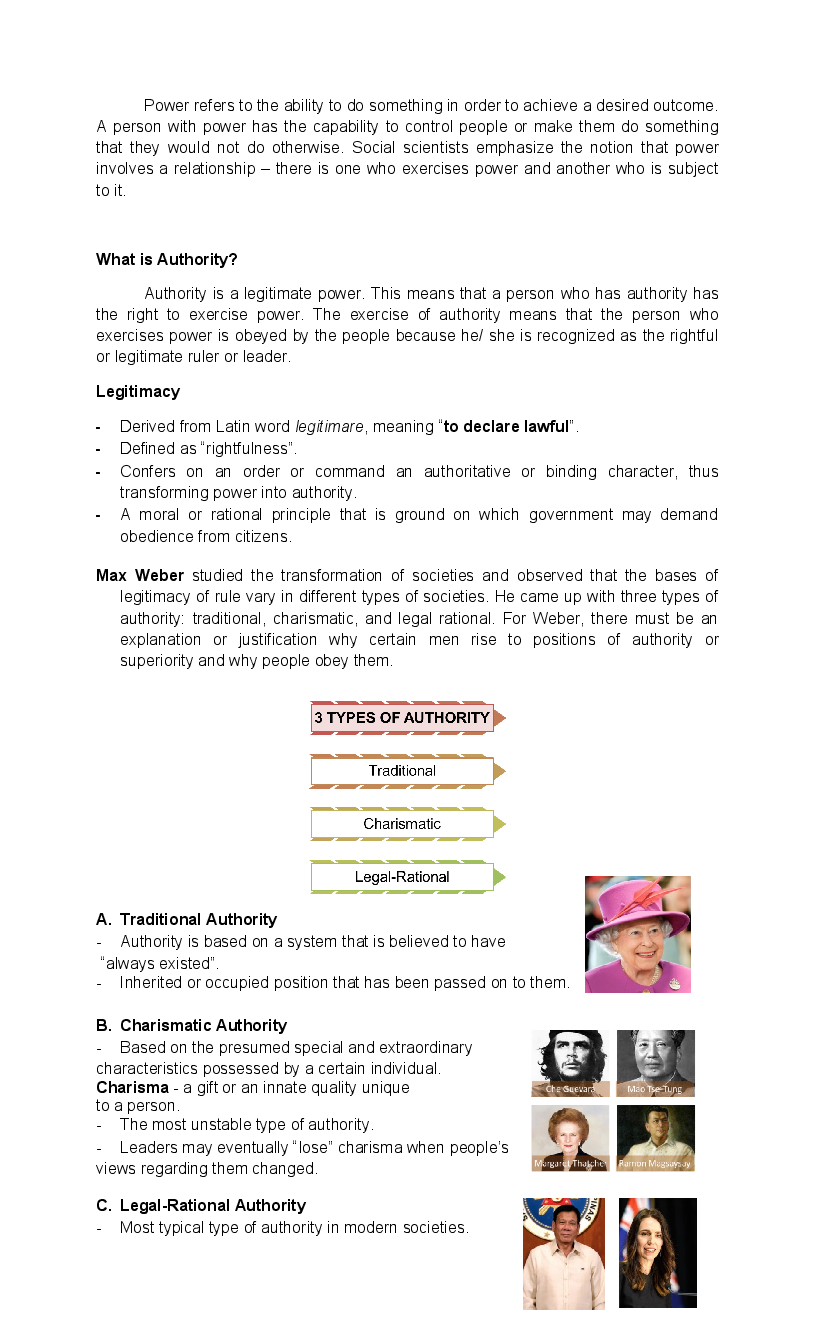 Power refers to the ability to do something in order to achieve a desired outcome.
A person with power has the capability to control people or make them do something
that they would not do otherwise. Social scientists emphasize the notion that power
involves a relationship – there is one who exercises power and another who is subject
to it.
What is Authority?
Authority is a legitimate power. This means that a person who has authority has
the right to exercise power. The exercise of authority means that the person who
exercises power is obeyed by the people because he/ she is recognized as the rightful
or legitimate ruler or leader.
Legitimacy
- Derived from Latin word legitimare, meaning “to declare lawful”.
- Defined as “rightfulness”.
- Confers on an order or command an authoritative or binding character, thus
transforming power into authority.
- A moral or rational principle that is ground on which government may demand
obedience from citizens.
Max Weber studied the transformation of societies and observed that the bases of
legitimacy of rule vary in different types of societies. He came up with three types of
authority: traditional, charismatic, and legal rational. For Weber, there must be an
explanation or justification why certain men rise to positions of authority or
superiority and why people obey them.
3 TYPES OF AUTHORITY
Traditional
Charismatic
Legal-Rational
A. Traditional Authority
- Authority is based on a system that is believed to have
“always existed”.
- Inherited or occupied position that has been passed on to them.
B. Charismatic Authority
- Based on the presumed special and extraordinary
characteristics possessed by a certain individual.
Charisma - a gift or an innate quality unique
to a person.
- The most unstable type of authority.
- Leaders may eventually “lose” charisma when people’s
views regarding them changed.
Che Guevara
Mao Tse-Tung
Margaret Thatcher
Ramon Magsaysay
C. Legal-Rational Authority
- Most typical type of authority in modern societies.
PINAS